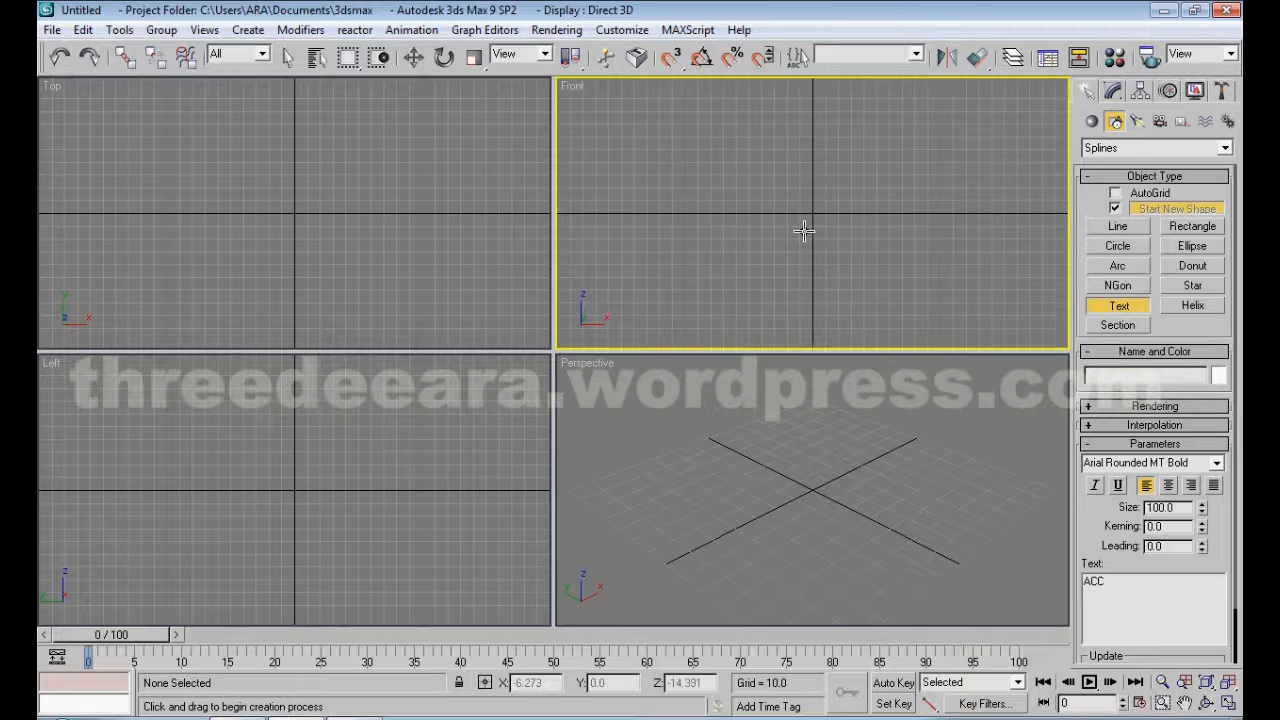 Untitled - Project Folder: C:\Users\ARA\Documents\3dsmax - Autodesk 3ds Max 9 SP2 - Display : Direct 3D
File Edit Tools Group Views Create Modifiers reactor Animation Graph Editors Rendering Customize MAXScript Help
All View View
Top Front
Splines
- Object Type
AutoGrid
Start New Shape
Line Rectangle
Circle Ellipse
Arc Donut
NGon Star
Text Helix
Section
- Name and Color
Left Perspective
threedeeara.wordpress.com
+ Rendering
+ Interpolation
- Parameters
Arial Rounded MT Bold
I U
Size: 100.0
Kerning: 0.0
Leading: 0.0
Text:
ACC
Update
x y z
0 / 100
0 5 10 15 20 25 30 35 40 45 50 55 60 65 70 75 80 85 90 95 100
None Selected X: -6.273 Y: 0.0 Z: -14.391 Grid = 10.0 Auto Key Selected
Click and drag to begin creation process Add Time Tag Set Key Key Filters... 0